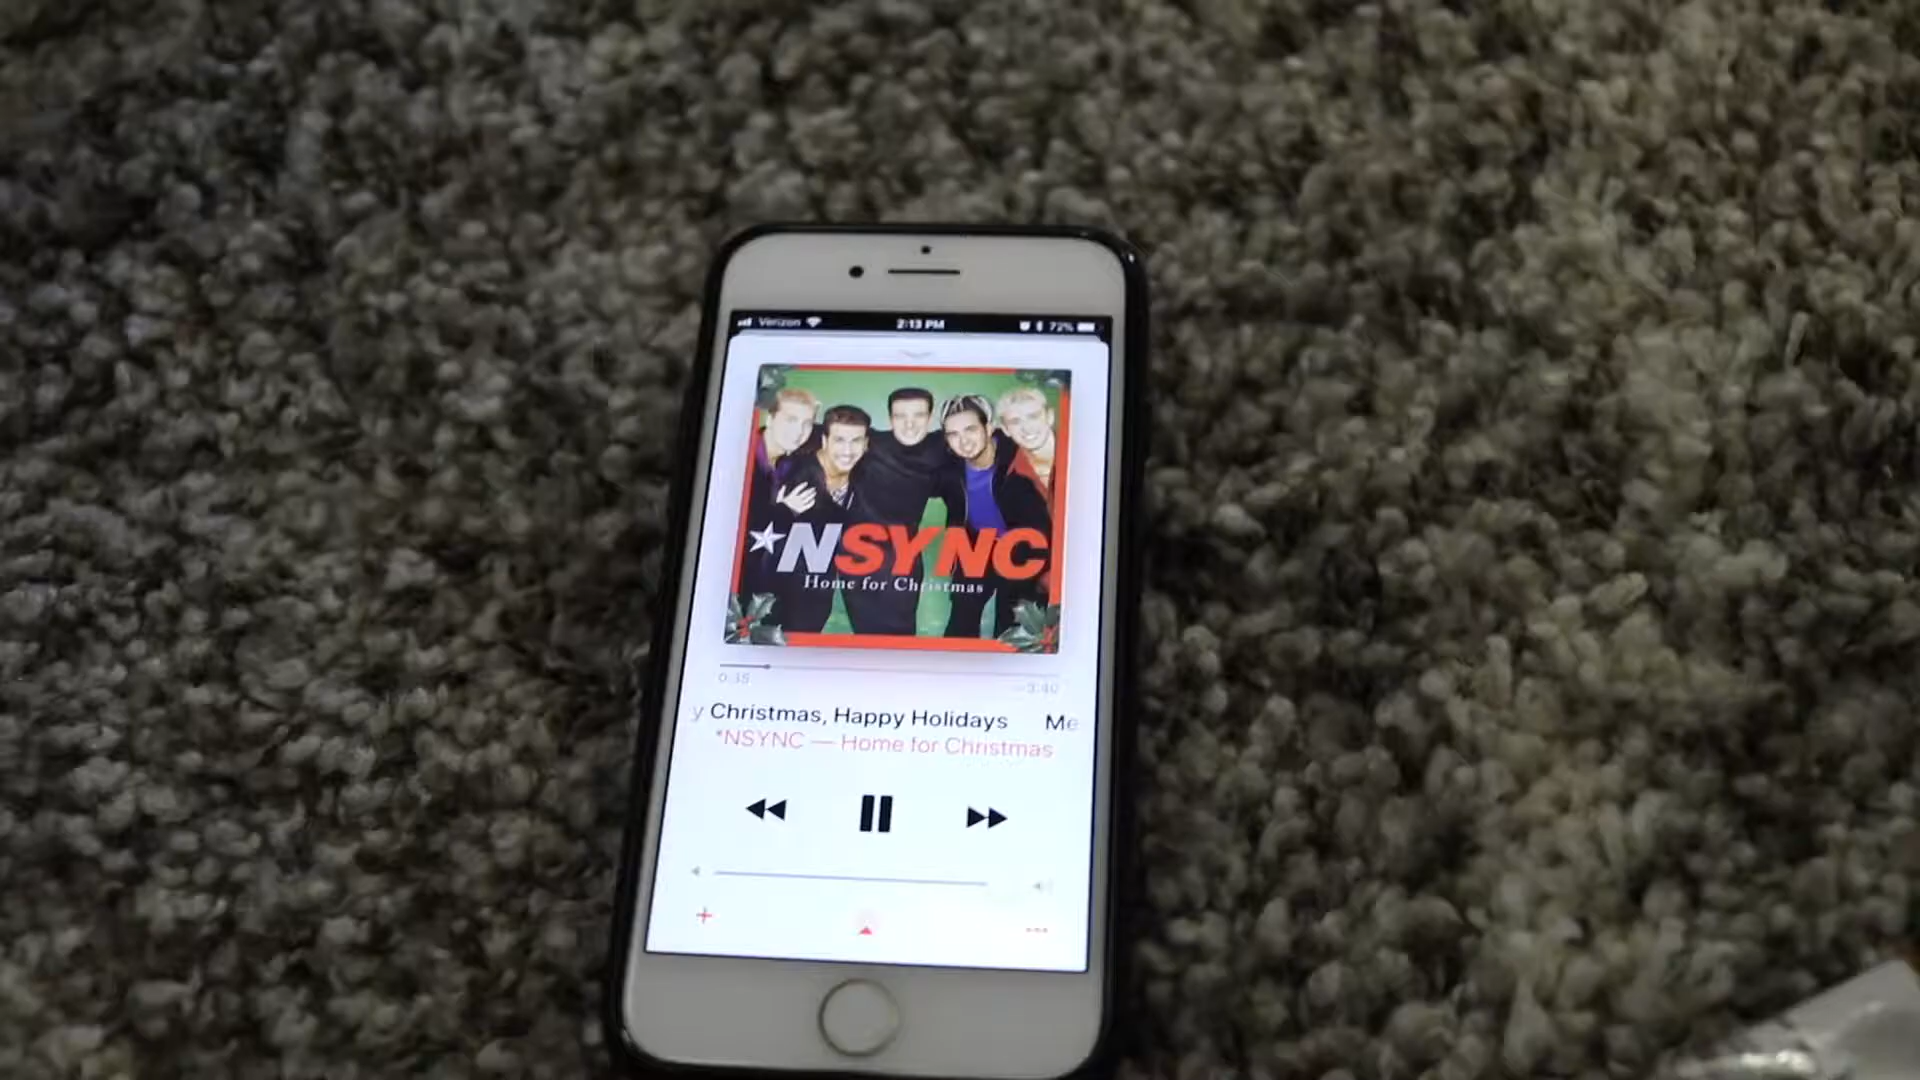 Verizon 2:13 PM 72%
*NSYNC
Home for Christmas
0:35 -3:40
y Christmas, Happy Holidays Me
*NSYNC — Home for Christmas